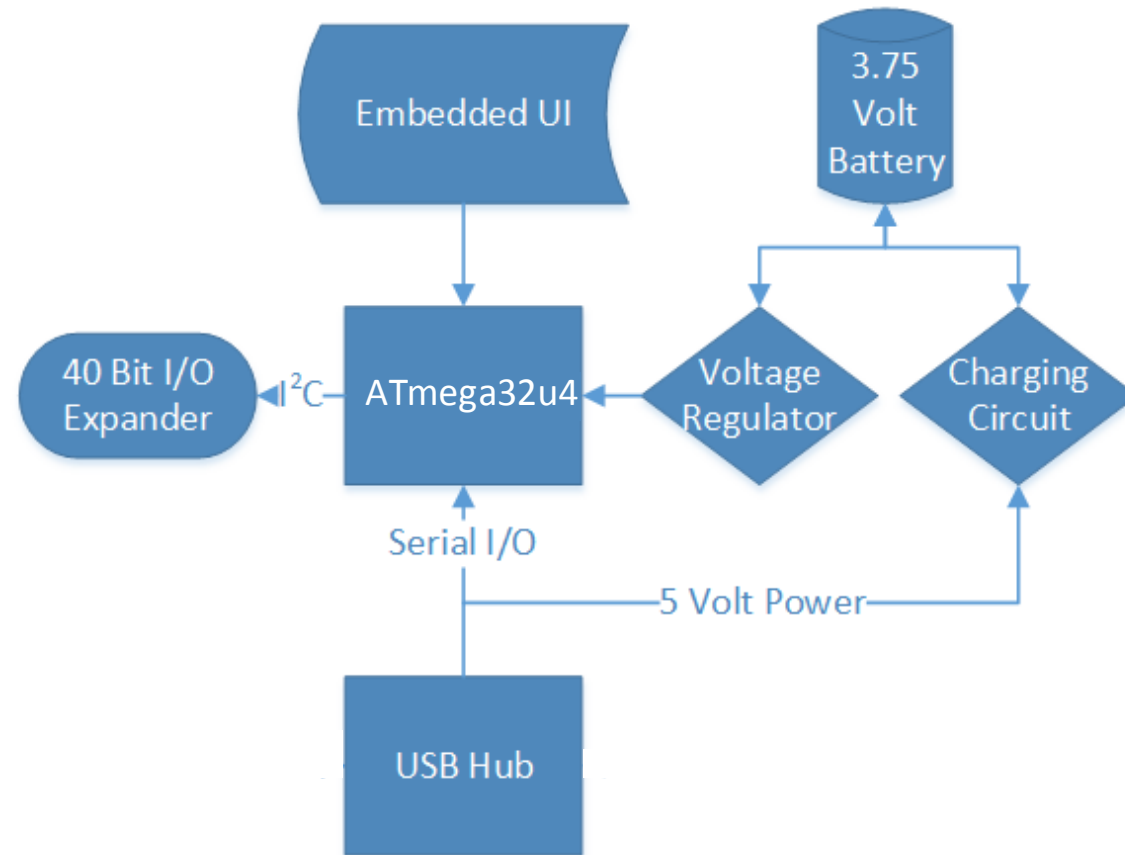 Embedded UI
3.75
Volt
Battery
40 Bit I/O
Expander
I²C
ATmega32u4
Voltage
Regulator
Charging
Circuit
Serial I/O
5 Volt Power
USB Hub